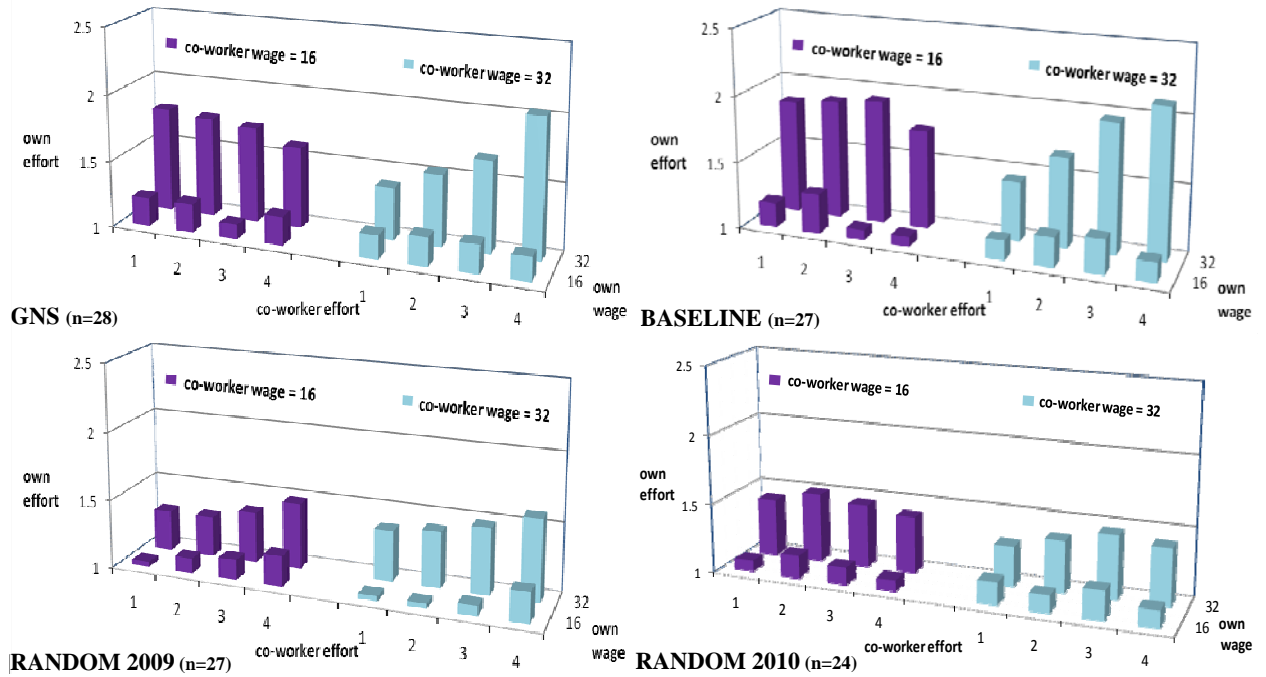 2.5
co-worker wage = 16
co-worker wage = 32
2
own
effort
1.5
1
1
2
3
4
1
2
3
4
32
16
own
wage
co-worker effort
GNS (n=28)
2.5
co-worker wage = 16
co-worker wage = 32
2
own
effort
1.5
1
1
2
3
4
1
2
3
4
32
16
own
wage
co-worker effort
BASELINE (n=27)
2.5
co-worker wage = 16
co-worker wage = 32
2
own
effort
1.5
1
1
2
3
4
1
2
3
4
32
16
own
wage
co-worker effort
RANDOM 2009 (n=27)
2.5
co-worker wage = 16
co-worker wage = 32
2
own
effort
1.5
1
1
2
3
4
1
2
3
4
32
16
own
wage
co-worker effort
RANDOM 2010 (n=24)